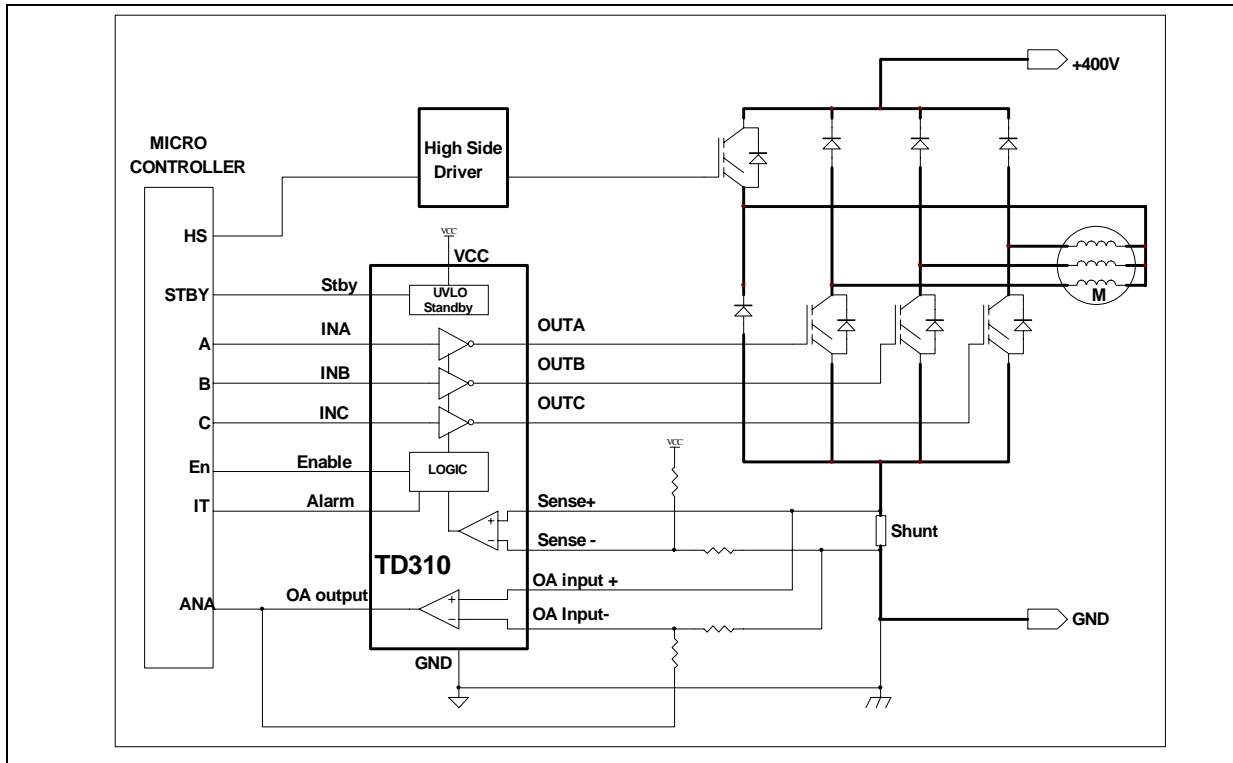 +400V
MICRO
CONTROLLER
High Side
Driver
HS
VCC
VCC
STBY
Stby
UVLO
Standby
M
A
INA
OUTA
B
INB
OUTB
C
INC
OUTC
VCC
En
Enable
LOGIC
IT
Alarm
Sense+
+
Shunt
Sense -
−
TD310
OA input +
ANA
OA output
+
OA Input-
−
GND
GND